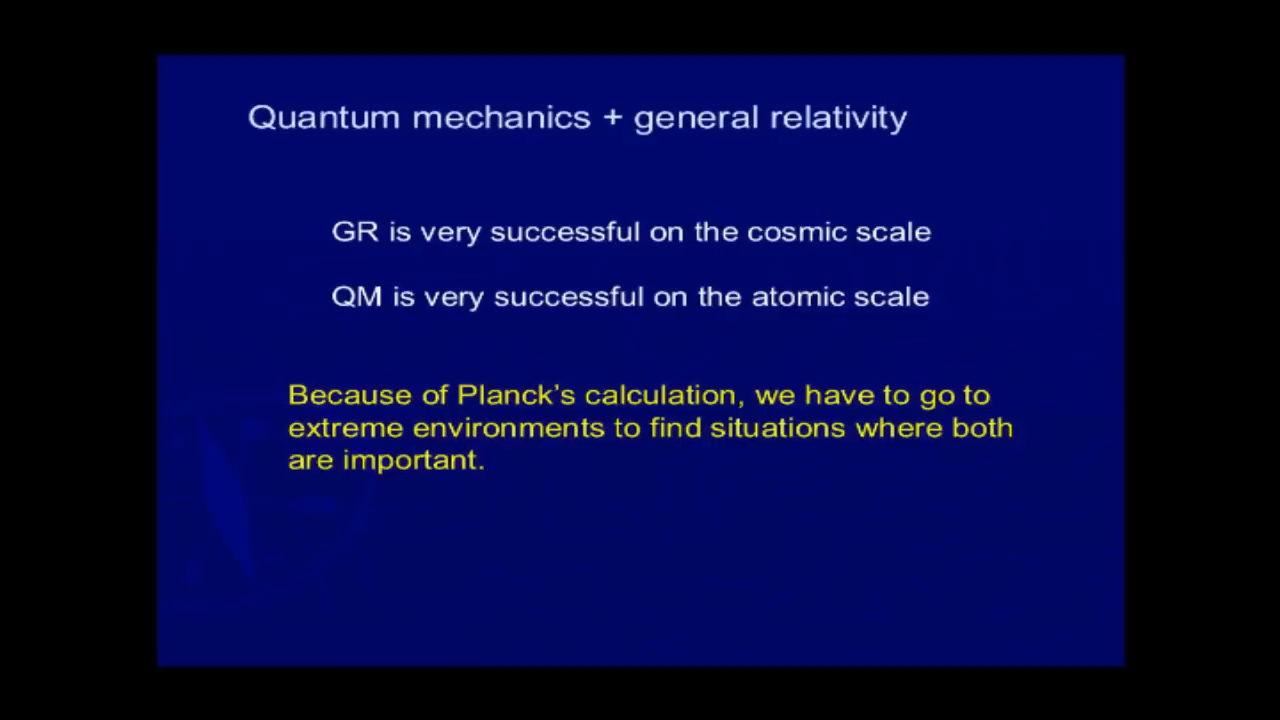 Quantum mechanics + general relativity
GR is very successful on the cosmic scale
QM is very successful on the atomic scale
Because of Planck's calculation, we have to go to
extreme environments to find situations where both
are important.